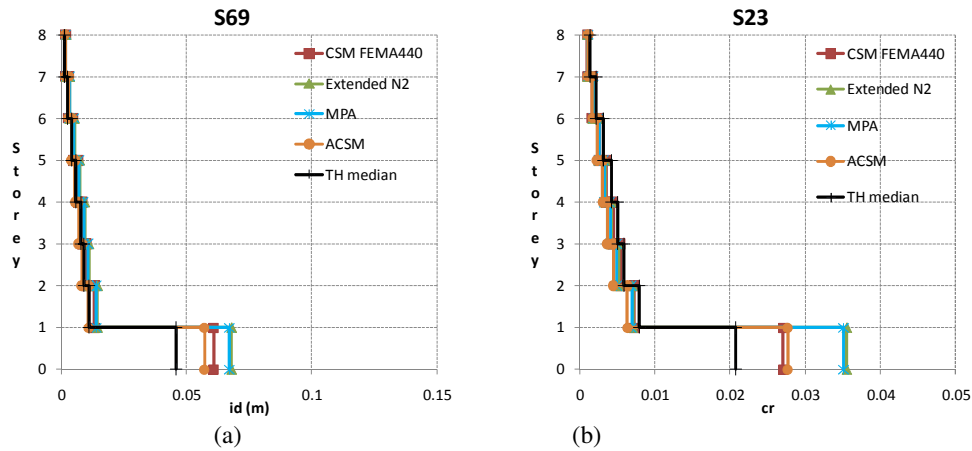 S69
8
7
6
5
4
3
2
1
0
Storey
CSM FEMA440
Extended N2
MPA
ACSM
TH median
0
0.05
0.1
0.15
id (m)
(a)
S23
8
7
6
5
4
3
2
1
0
Storey
CSM FEMA440
Extended N2
MPA
ACSM
TH median
0
0.01
0.02
0.03
0.04
0.05
cr
(b)